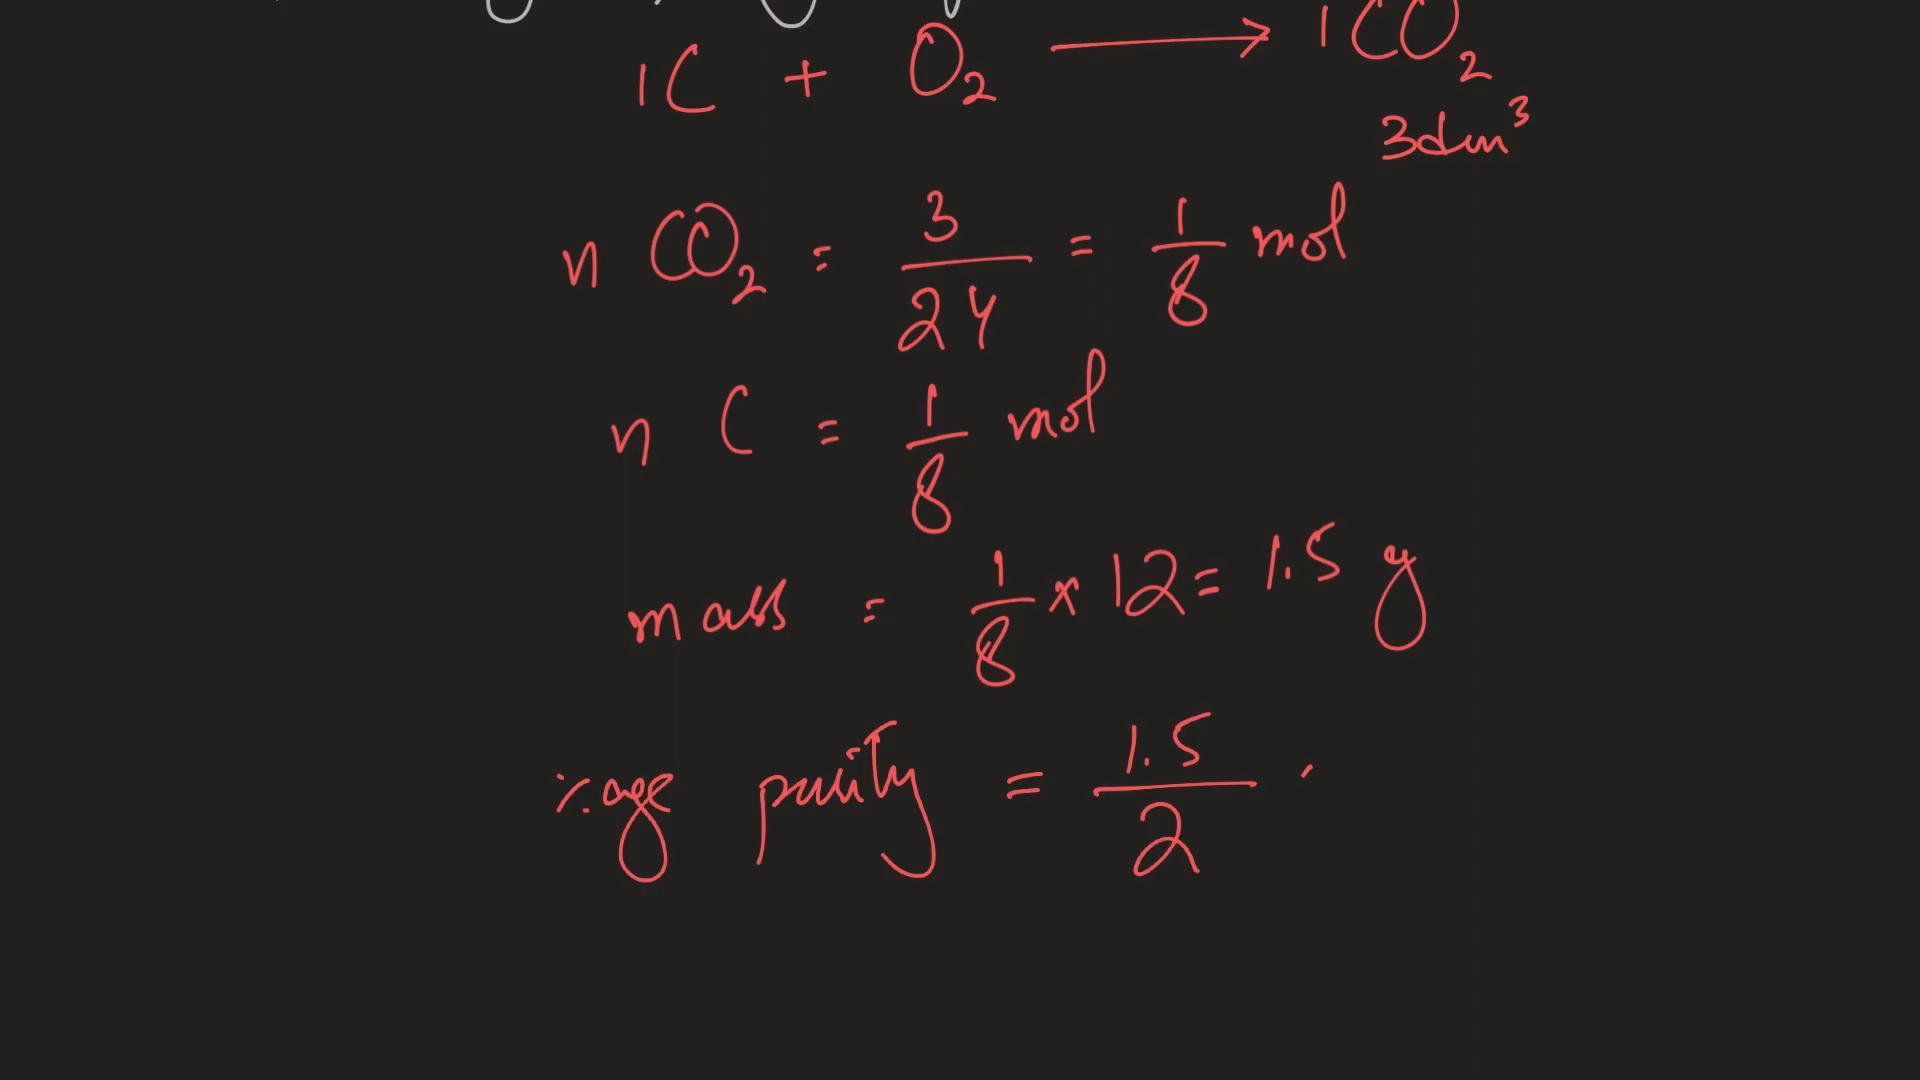 1C + O₂ ⟶ 1CO₂
3dm³
n CO₂ = 3/24 = 1/8 mol
n C = 1/8 mol
mass = 1/8 × 12 = 1.5 g
%age purity = 1.5/2